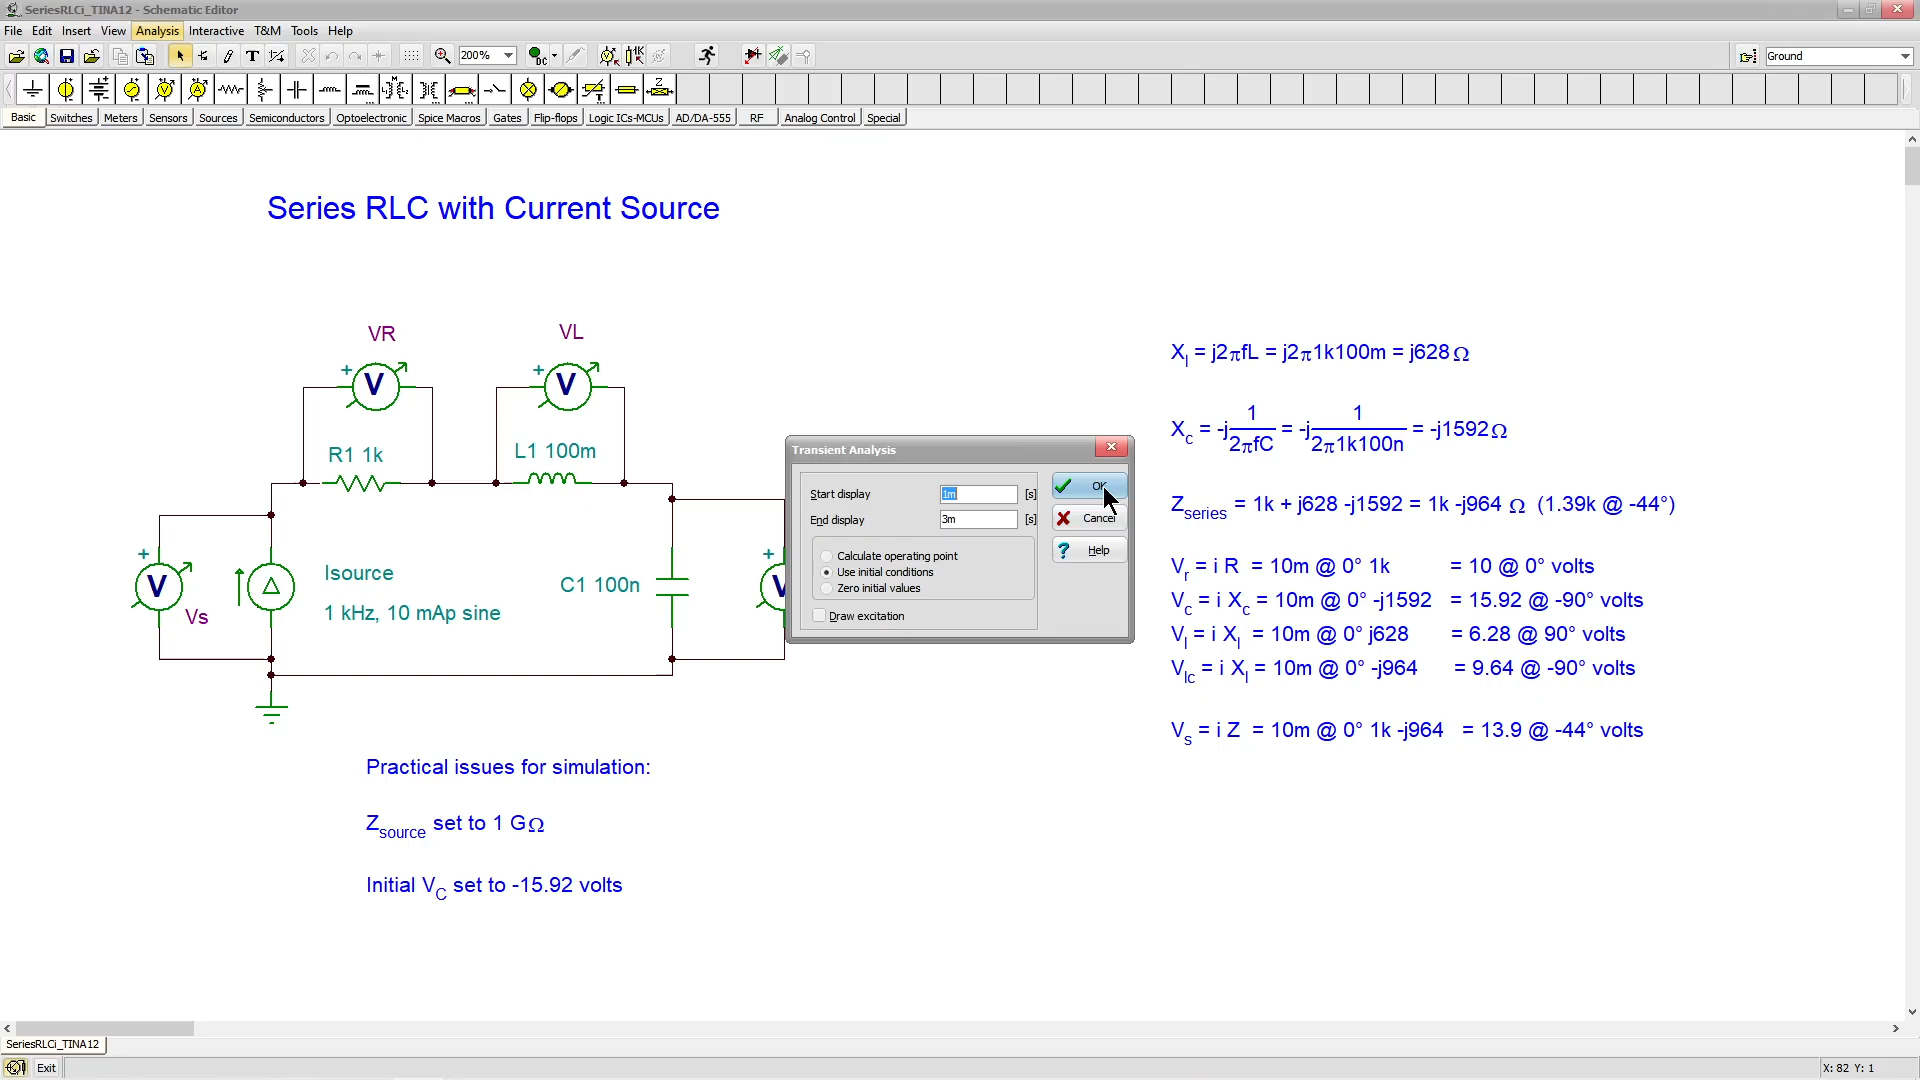 SeriesRLCi_TINA12 - Schematic Editor
File Edit Insert View Analysis Interactive T&M Tools Help
200% DC 1K Ground
Basic Switches Meters Sensors Sources Semiconductors Optoelectronic Spice Macros Gates Flip-flops Logic ICs-MCUs AD/DA-555 RF Analog Control Special
Series RLC with Current Source
VR VL
+ V + V
R1 1k L1 100m
+ V Vs
Isource
1 kHz, 10 mAp sine
C1 100n
+ V
Transient Analysis
Start display 1m [s]
End display 3m [s]
Calculate operating point
Use initial conditions
Zero initial values
Draw excitation
OK
Cancel
Help
Xl = j2πfL = j2π1k100m = j628 Ω
Xc = -j 1/2πfC = -j 1/2π1k100n = -j1592 Ω
Zseries = 1k + j628 -j1592 = 1k -j964 Ω (1.39k @ -44°)
Vr = i R = 10m @ 0° 1k = 10 @ 0° volts
Vc = i Xc = 10m @ 0° -j1592 = 15.92 @ -90° volts
Vl = i Xl = 10m @ 0° j628 = 6.28 @ 90° volts
Vlc = i Xl = 10m @ 0° -j964 = 9.64 @ -90° volts
Vs = i Z = 10m @ 0° 1k -j964 = 13.9 @ -44° volts
Practical issues for simulation:
Zsource set to 1 GΩ
Initial VC set to -15.92 volts
SeriesRLCi_TINA12
Exit X: 82 Y: 1